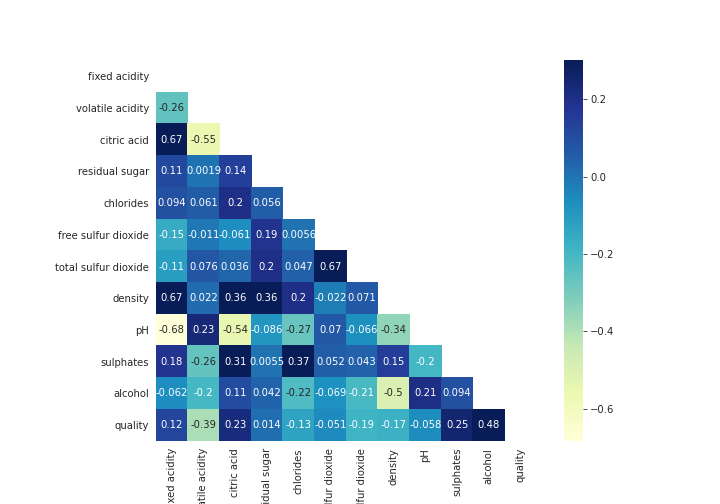 fixed acidity
volatile acidity -0.26
citric acid 0.67 -0.55
residual sugar 0.11 0.0019 0.14
chlorides 0.094 0.061 0.2 0.056
free sulfur dioxide -0.15 -0.011 -0.061 0.19 0.0056
total sulfur dioxide -0.11 0.076 0.036 0.2 0.047 0.67
density 0.67 0.022 0.36 0.36 0.2 -0.022 0.071
pH -0.68 0.23 -0.54 -0.086 -0.27 0.07 -0.066 -0.34
sulphates 0.18 -0.26 0.31 0.0055 0.37 0.052 0.043 0.15 -0.2
alcohol -0.062 -0.2 0.11 0.042 -0.22 -0.069 -0.21 -0.5 0.21 0.094
quality 0.12 -0.39 0.23 0.014 -0.13 -0.051 -0.19 -0.17 -0.058 0.25 0.48
xed acidity
atile acidity
citric acid
idual sugar
chlorides
fur dioxide
fur dioxide
density
pH
sulphates
alcohol
quality
0.2
0.0
−0.2
−0.4
−0.6